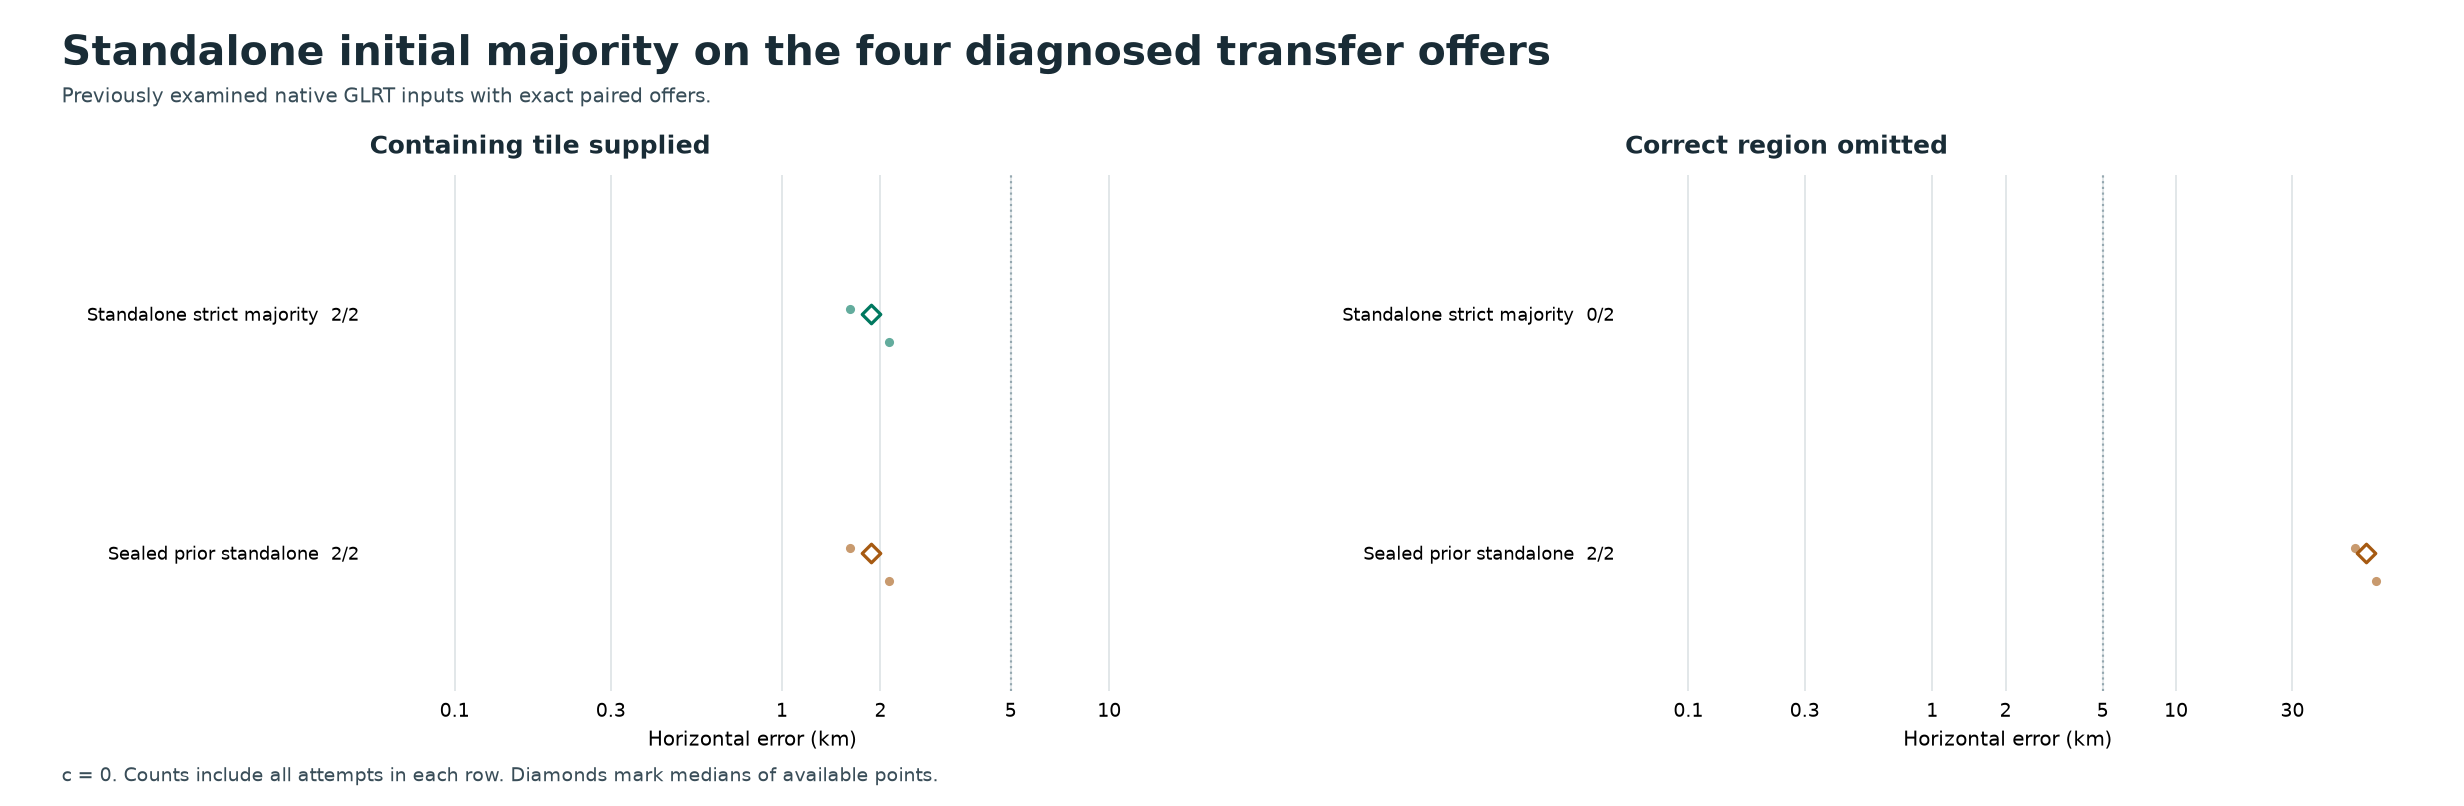 Standalone initial majority on the four diagnosed transfer offers
Previously examined native GLRT inputs with exact paired offers.
Containing tile supplied
Standalone strict majority 2/2
Sealed prior standalone 2/2
0.1 0.3 1 2 5 10
Horizontal error (km)
Correct region omitted
Standalone strict majority 0/2
Sealed prior standalone 2/2
0.1 0.3 1 2 5 10 30
Horizontal error (km)
c = 0. Counts include all attempts in each row. Diamonds mark medians of available points.